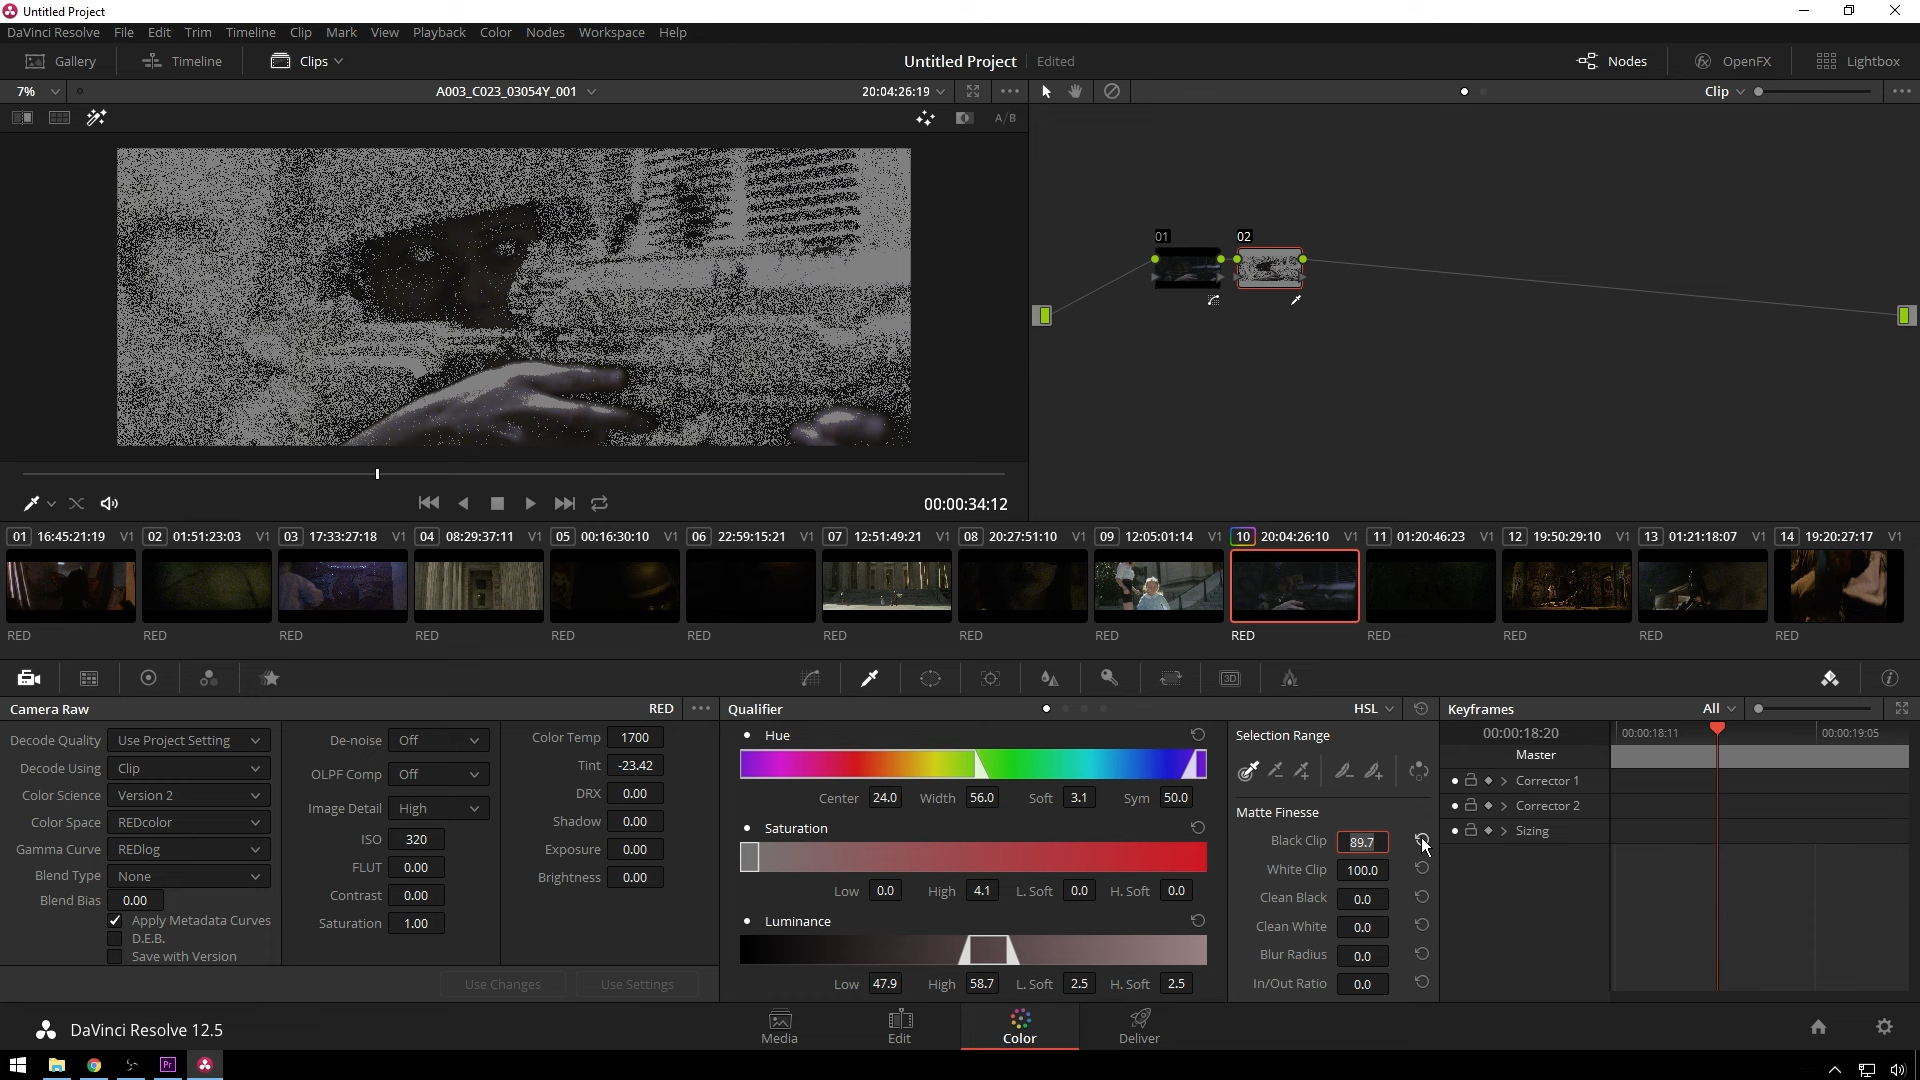 Untitled Project
DaVinci Resolve File Edit Trim Timeline Clip Mark View Playback Color Nodes Workspace Help
Gallery Timeline Clips Untitled Project Edited Nodes OpenFX Lightbox
7% A003_C023_03054Y_001 20:04:26:19 Clip
A/B
01 02
00:00:34:12
01 16:45:21:19 V1 02 01:51:23:03 V1 03 17:33:27:18 V1 04 08:29:37:11 V1 05 00:16:30:10 V1 06 22:59:15:21 V1 07 12:51:49:21 V1 08 20:27:51:10 V1 09 12:05:01:14 V1 10 20:04:26:10 V1 11 01:20:46:23 V1 12 19:50:29:10 V1 13 01:21:18:07 V1 14 19:20:27:17 V1
RED RED RED RED RED RED RED RED RED RED RED RED RED RED
3D
Camera Raw RED
Decode Quality Use Project Setting
Decode Using Clip
Color Science Version 2
Color Space REDcolor
Gamma Curve REDlog
Blend Type None
Blend Bias 0.00
Apply Metadata Curves
D.E.B.
Save with Version
De-noise Off
OLPF Comp Off
Image Detail High
ISO 320
FLUT 0.00
Contrast 0.00
Saturation 1.00
Color Temp 1700
Tint -23.42
DRX 0.00
Shadow 0.00
Exposure 0.00
Brightness 0.00
Use Changes Use Settings
Qualifier HSL
Hue
Center 24.0 Width 56.0 Soft 3.1 Sym 50.0
Saturation
Low 0.0 High 4.1 L. Soft 0.0 H. Soft 0.0
Luminance
Low 47.9 High 58.7 L. Soft 2.5 H. Soft 2.5
Selection Range
Matte Finesse
Black Clip 89.7
White Clip 100.0
Clean Black 0.0
Clean White 0.0
Blur Radius 0.0
In/Out Ratio 0.0
Keyframes All
00:00:18:20 00:00:18:11 00:00:19:05
Master
Corrector 1
Corrector 2
Sizing
DaVinci Resolve 12.5 Media Edit Color Deliver
Pr